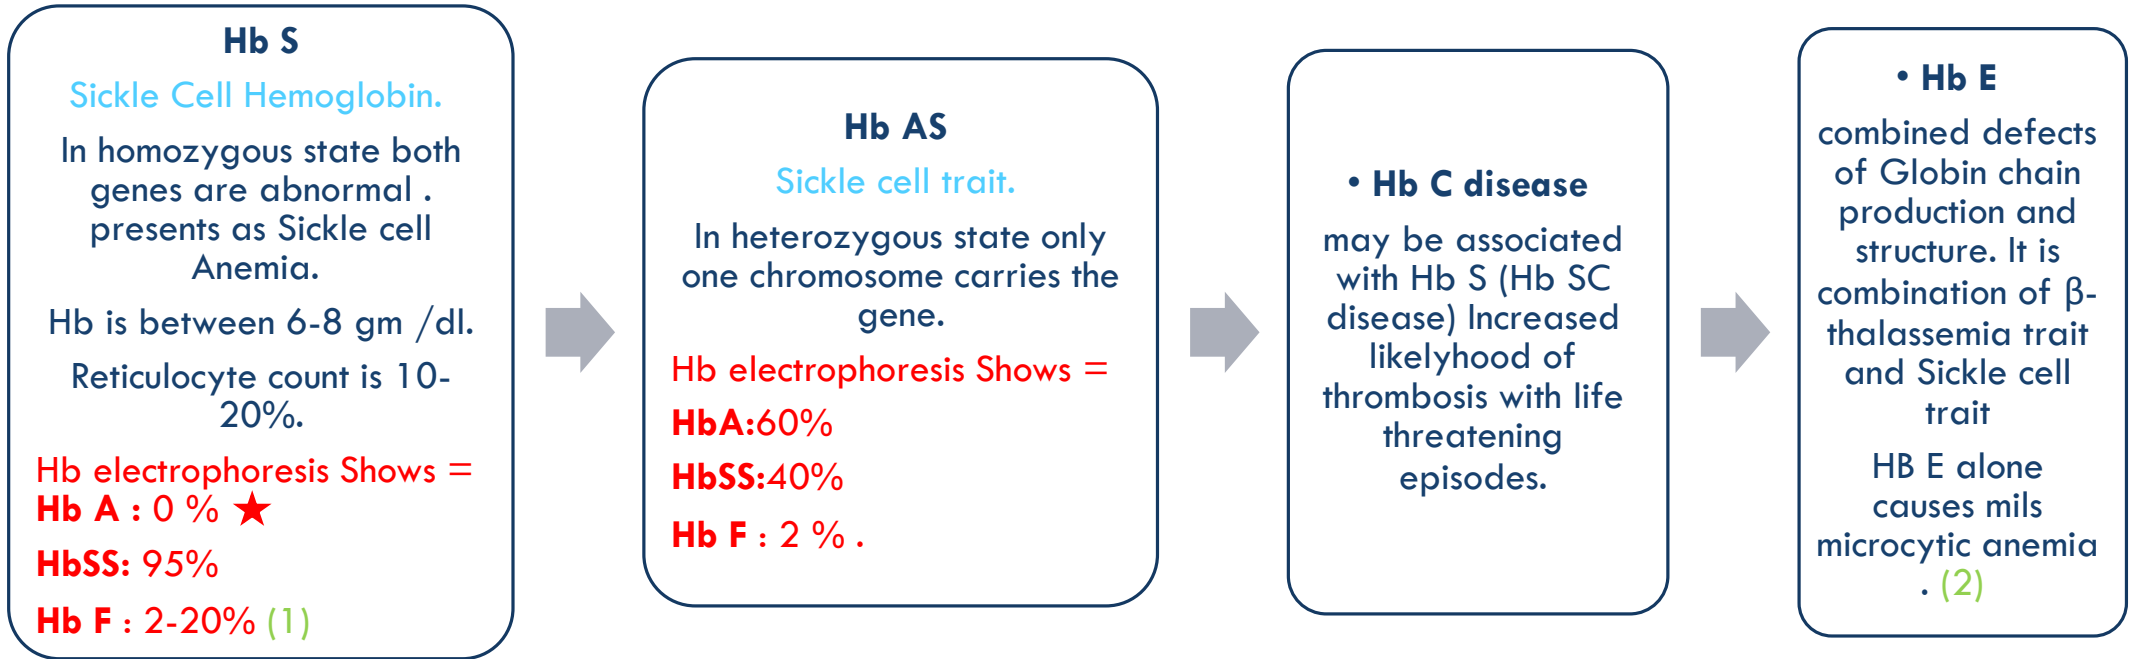 Hb S
Sickle Cell Hemoglobin.
In homozygous state both
genes are abnormal .
presents as Sickle cell
Anemia.
Hb is between 6-8 gm /dl.
Reticulocyte count is 10-
20%.
Hb electrophoresis Shows =
Hb A : 0 % ★
HbSS: 95%
Hb F : 2-20% (1)
Hb AS
Sickle cell trait.
In heterozygous state only
one chromosome carries the
gene.
Hb electrophoresis Shows =
HbA:60%
HbSS:40%
Hb F : 2 % .
• Hb C disease
may be associated
with Hb S (Hb SC
disease) Increased
likelyhood of
thrombosis with life
threatening
episodes.
• Hb E
combined defects
of Globin chain
production and
structure. It is
combination of β-
thalassemia trait
and Sickle cell
trait
HB E alone
causes mils
microcytic anemia
. (2)